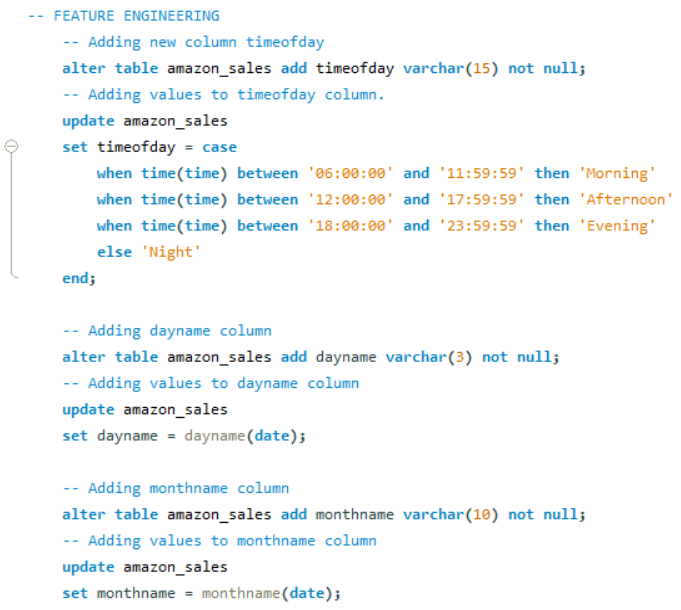 -- FEATURE ENGINEERING
-- Adding new column timeofday
alter table amazon_sales add timeofday varchar(15) not null;
-- Adding values to timeofday column.
update amazon_sales
set timeofday = case
when time(time) between '06:00:00' and '11:59:59' then 'Morning'
when time(time) between '12:00:00' and '17:59:59' then 'Afternoon'
when time(time) between '18:00:00' and '23:59:59' then 'Evening'
else 'Night'
end;
-- Adding dayname column
alter table amazon_sales add dayname varchar(3) not null;
-- Adding values to dayname column
update amazon_sales
set dayname = dayname(date);
-- Adding monthname column
alter table amazon_sales add monthname varchar(10) not null;
-- Adding values to monthname column
update amazon_sales
set monthname = monthname(date);